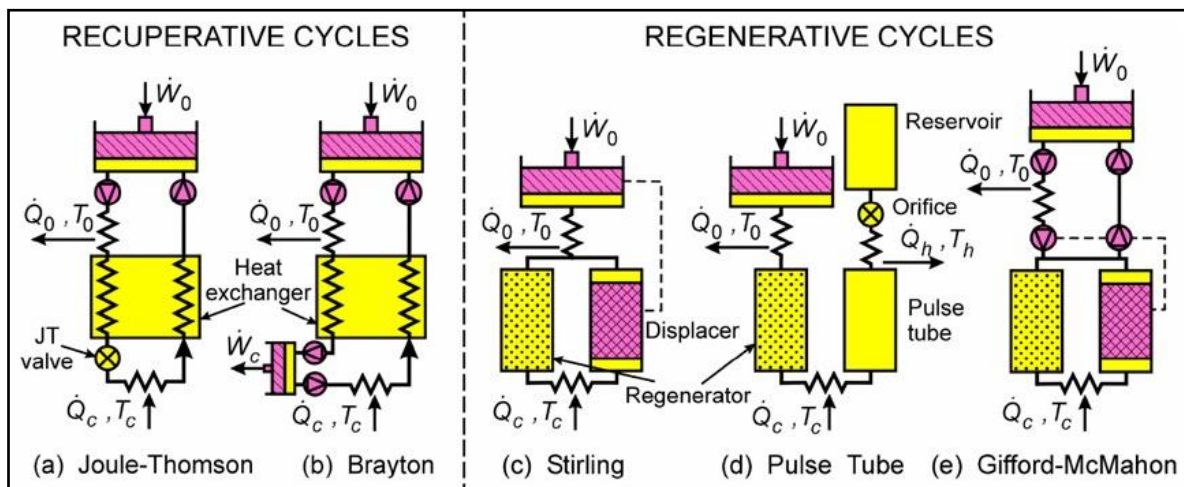 RECUPERATIVE CYCLES
Ẇ0
Ẇ0
Q̇0 , T0
Q̇0 , T0
Heat
exchanger
JT
valve
Ẇc
Q̇c , Tc
Q̇c , Tc
(a) Joule-Thomson
(b) Brayton
REGENERATIVE CYCLES
Ẇ0
Ẇ0
Ẇ0
Reservoir
Orifice
Q̇0 , T0
Q̇0 , T0
Q̇h , Th
Q̇0 , T0
Displacer
Pulse
tube
Regenerator
Q̇c , Tc
Q̇c , Tc
Q̇c , Tc
(c) Stirling
(d) Pulse Tube
(e) Gifford-McMahon